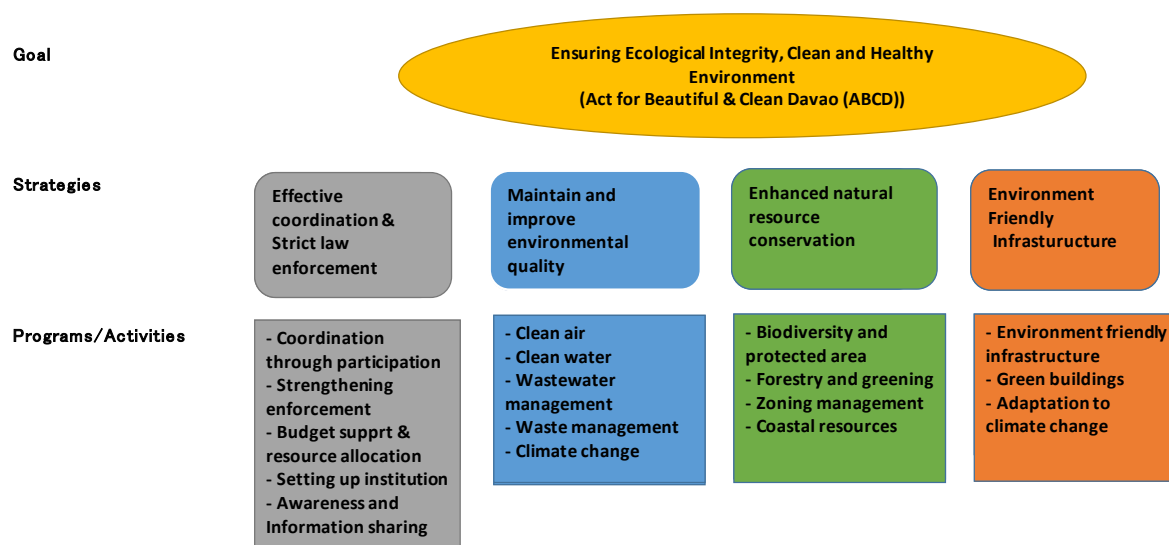 Goal
Ensuring Ecological Integrity, Clean and Healthy
Environment
(Act for Beautiful & Clean Davao (ABCD))
Strategies
Effective
coordination &
Strict law
enforcement
Maintain and
improve
environmental
quality
Enhanced natural
resource
conservation
Environment
Friendly
Infrasturucture
Programs/Activities
- Coordination
through participation
- Strengthening
enforcement
- Budget supprt &
resource allocation
- Setting up institution
- Awareness and
Information sharing
- Clean air
- Clean water
- Wastewater
management
- Waste management
- Climate change
- Biodiversity and
protected area
- Forestry and greening
- Zoning management
- Coastal resources
- Environment friendly
infrastructure
- Green buildings
- Adaptation to
climate change